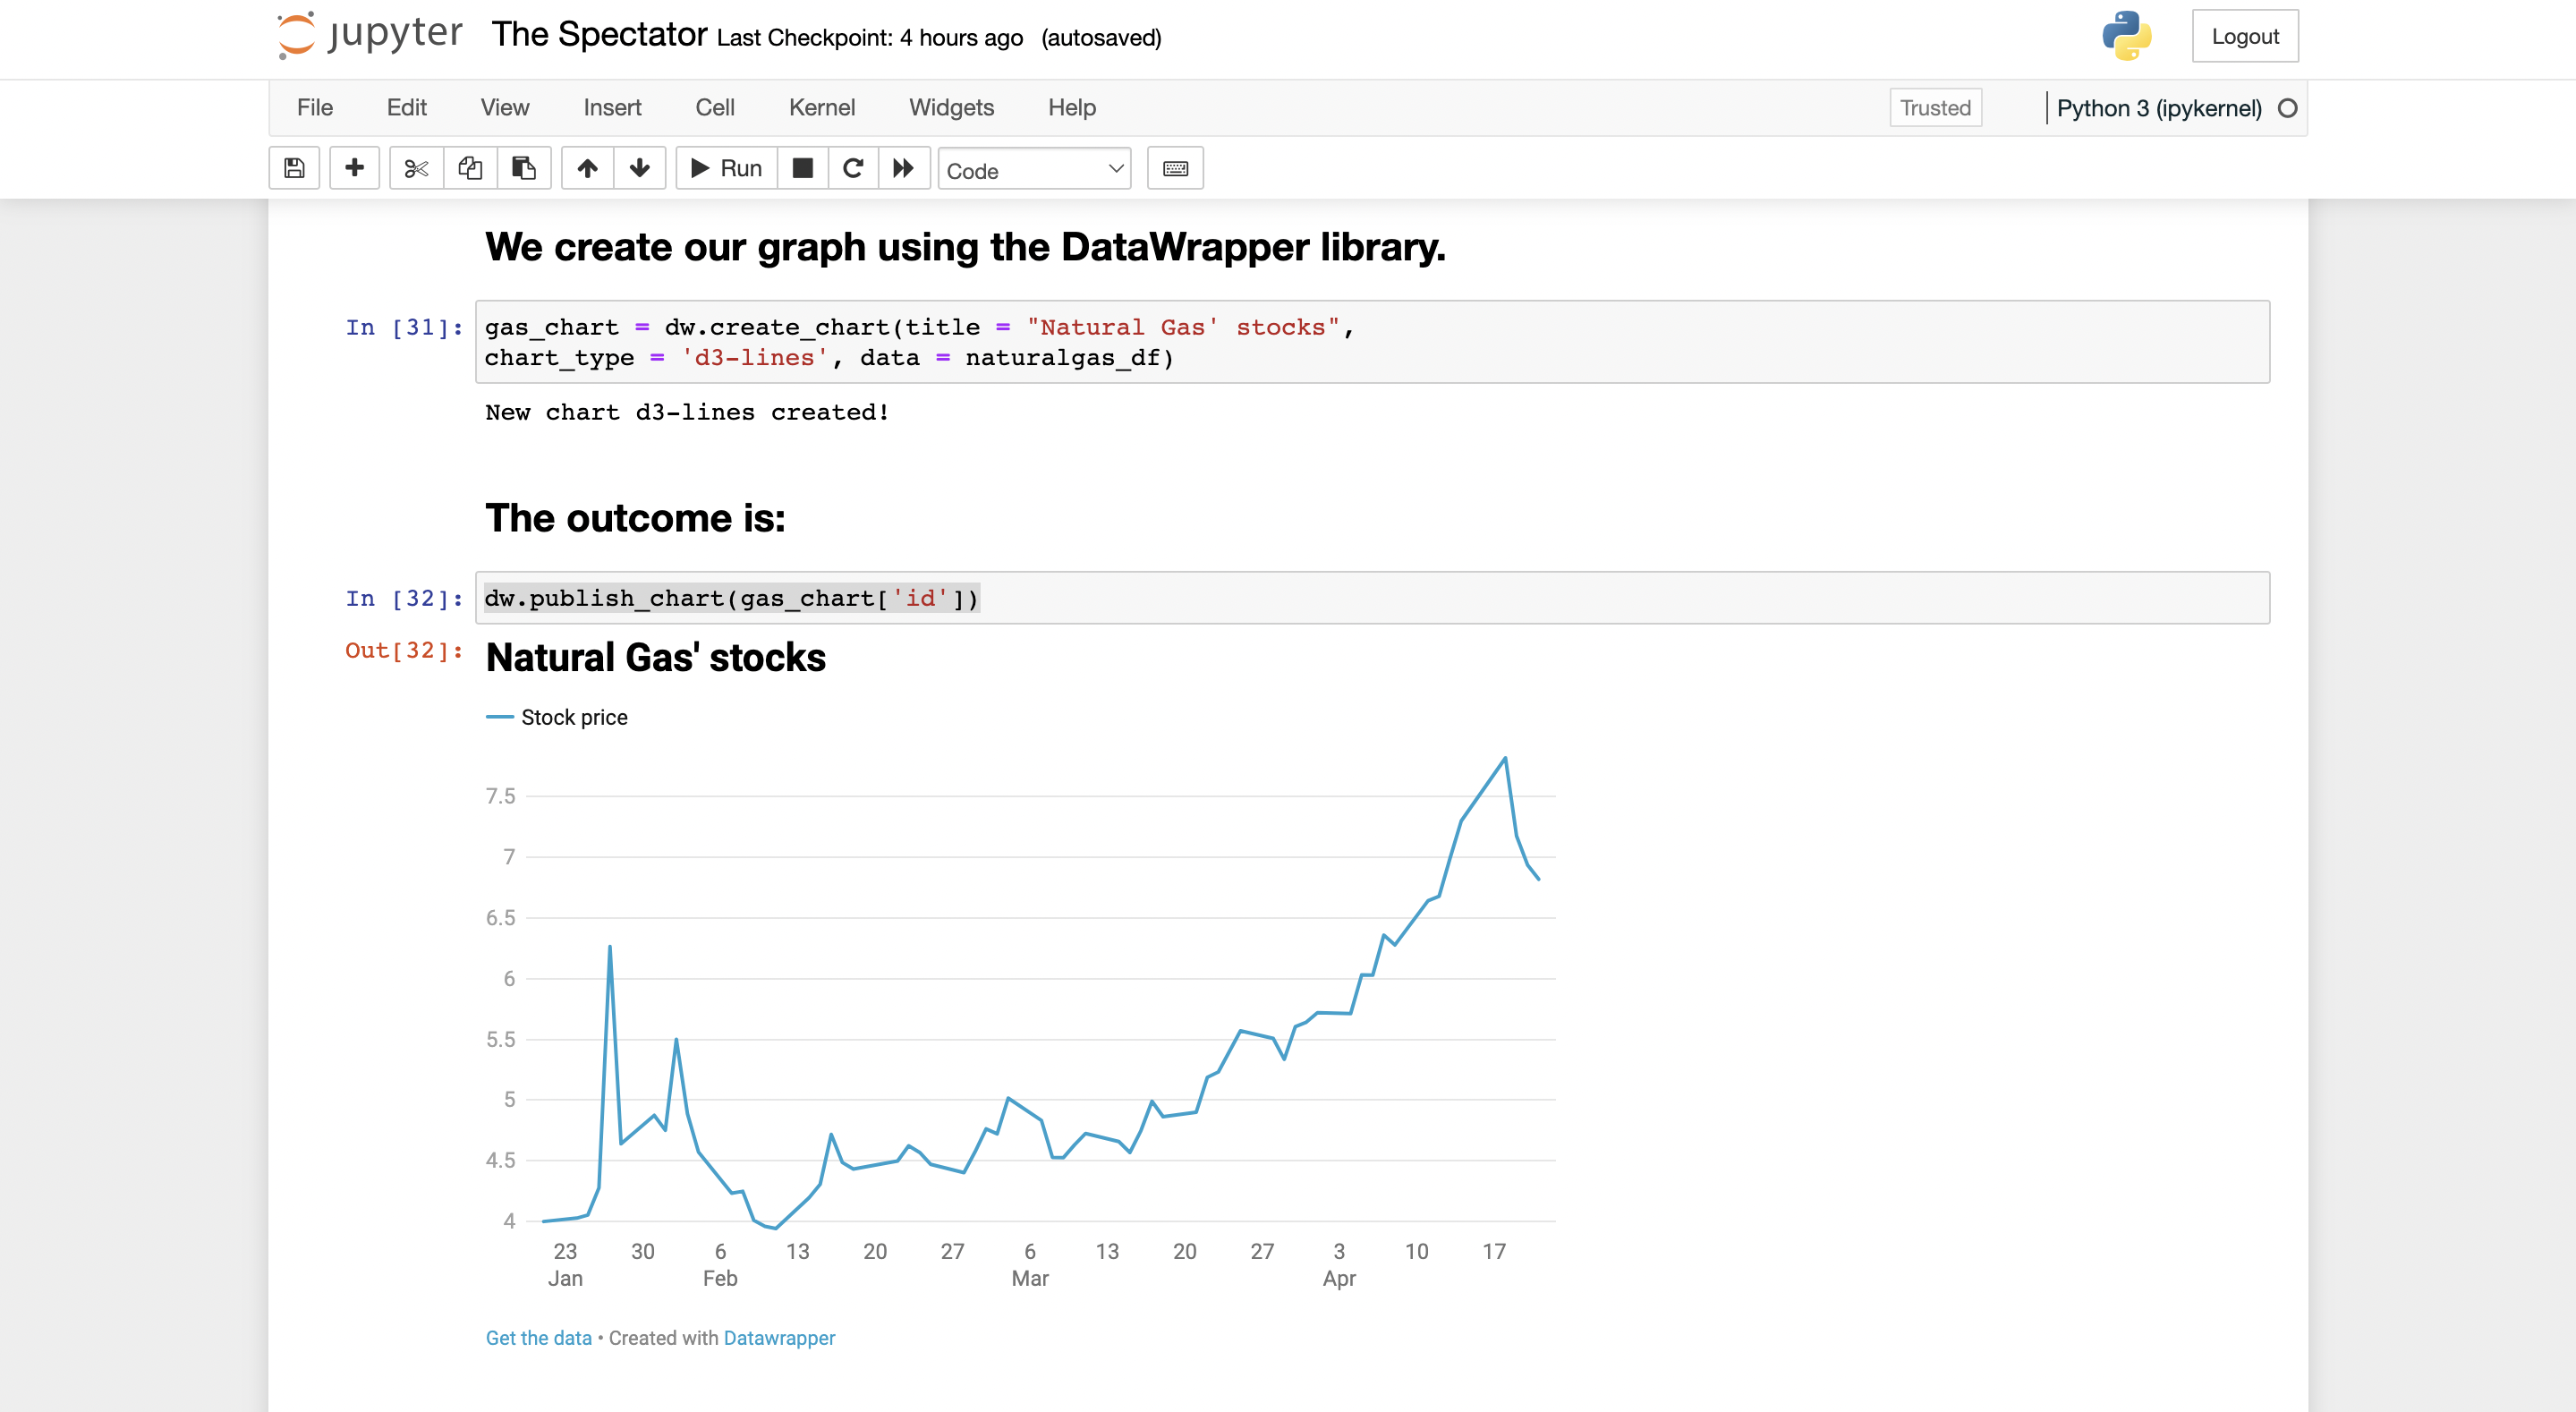 jupyter The Spectator Last Checkpoint: 4 hours ago (autosaved) Logout
File Edit View Insert Cell Kernel Widgets Help Trusted Python 3 (ipykernel)
Run Code
We create our graph using the DataWrapper library.
In [31]: gas_chart = dw.create_chart(title = "Natural Gas' stocks",
chart_type = 'd3-lines', data = naturalgas_df)
New chart d3-lines created!
The outcome is:
In [32]: dw.publish_chart(gas_chart['id'])
Out[32]: Natural Gas' stocks
Stock price
7.5
7
6.5
6
5.5
5
4.5
4
23 30 6 13 20 27 6 13 20 27 3 10 17
Jan Feb Mar Apr
Get the data • Created with Datawrapper